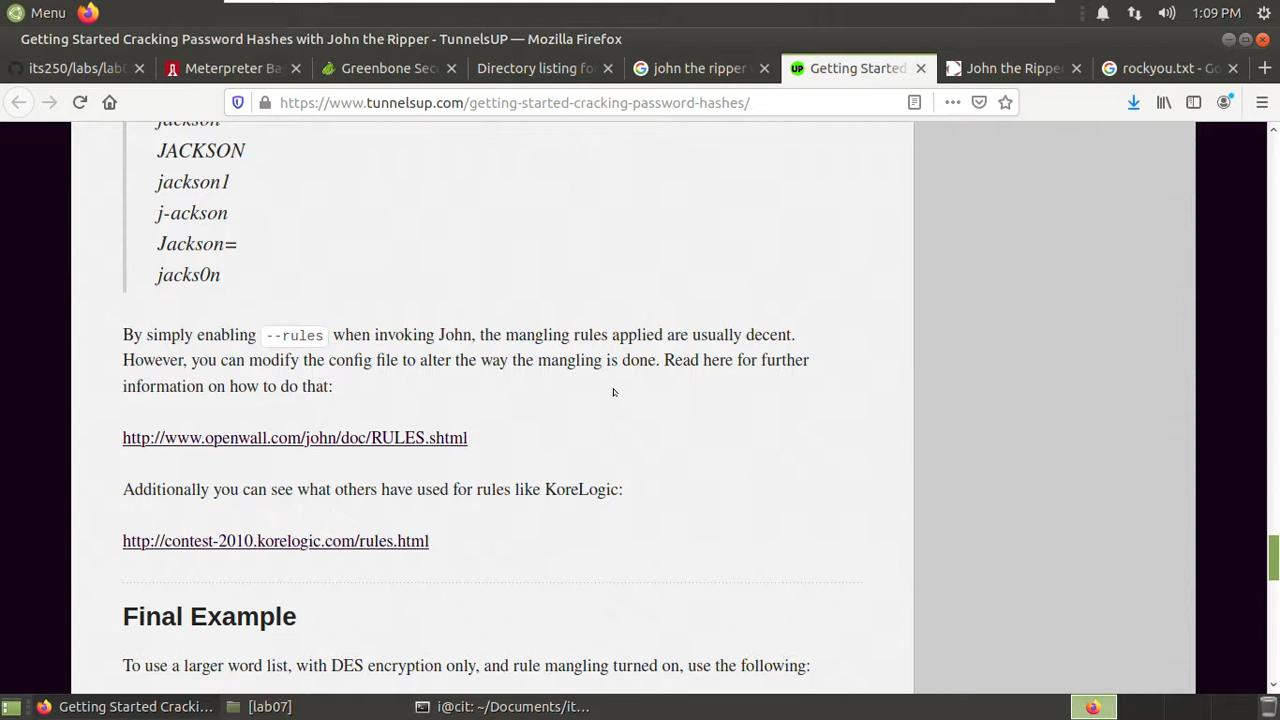 Menu
1:09 PM
Getting Started Cracking Password Hashes with John the Ripper - TunnelsUP — Mozilla Firefox
its250/labs/lab
Meterpreter Ba
Greenbone Sec
Directory listing fo
john the ripper
UP Getting Started
John the Ripper
rockyou.txt - Go
https://www.tunnelsup.com/getting-started-cracking-password-hashes/
jackson
JACKSON
jackson1
j-ackson
Jackson=
jacks0n
By simply enabling --rules when invoking John, the mangling rules applied are usually decent.
However, you can modify the config file to alter the way the mangling is done. Read here for further
information on how to do that:
http://www.openwall.com/john/doc/RULES.shtml
Additionally you can see what others have used for rules like KoreLogic:
http://contest-2010.korelogic.com/rules.html
Final Example
To use a larger word list, with DES encryption only, and rule mangling turned on, use the following:
Getting Started Cracki...
[lab07]
i@cit: ~/Documents/it...